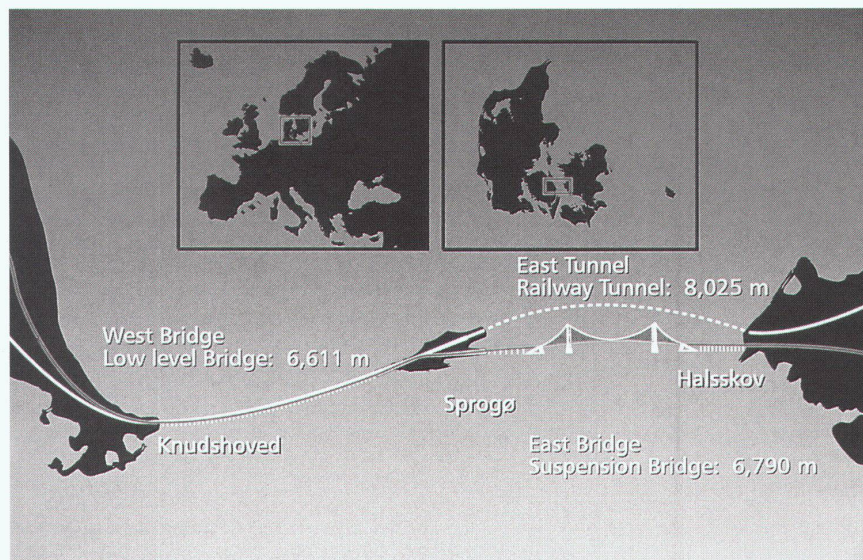 East Tunnel
Railway Tunnel: 8,025 m
West Bridge
Low level Bridge: 6,611 m
Halsskov
Sprogø
Knudshoved
East Bridge
Suspension Bridge: 6,790 m